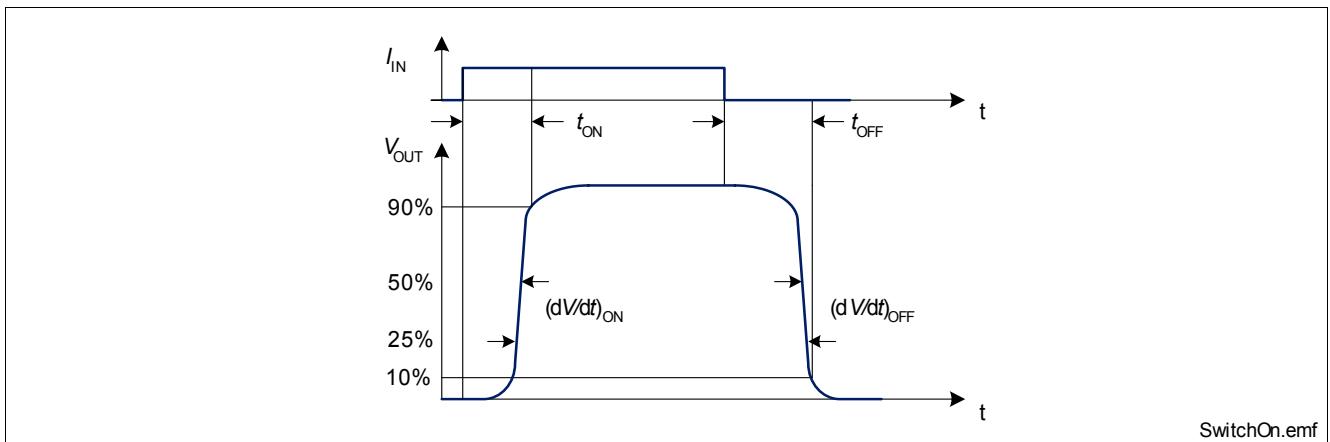 I_IN
t
t_ON
t_OFF
V_OUT
90%
50%
(dV/dt)_ON
(dV/dt)_OFF
25%
10%
t
SwitchOn.emf